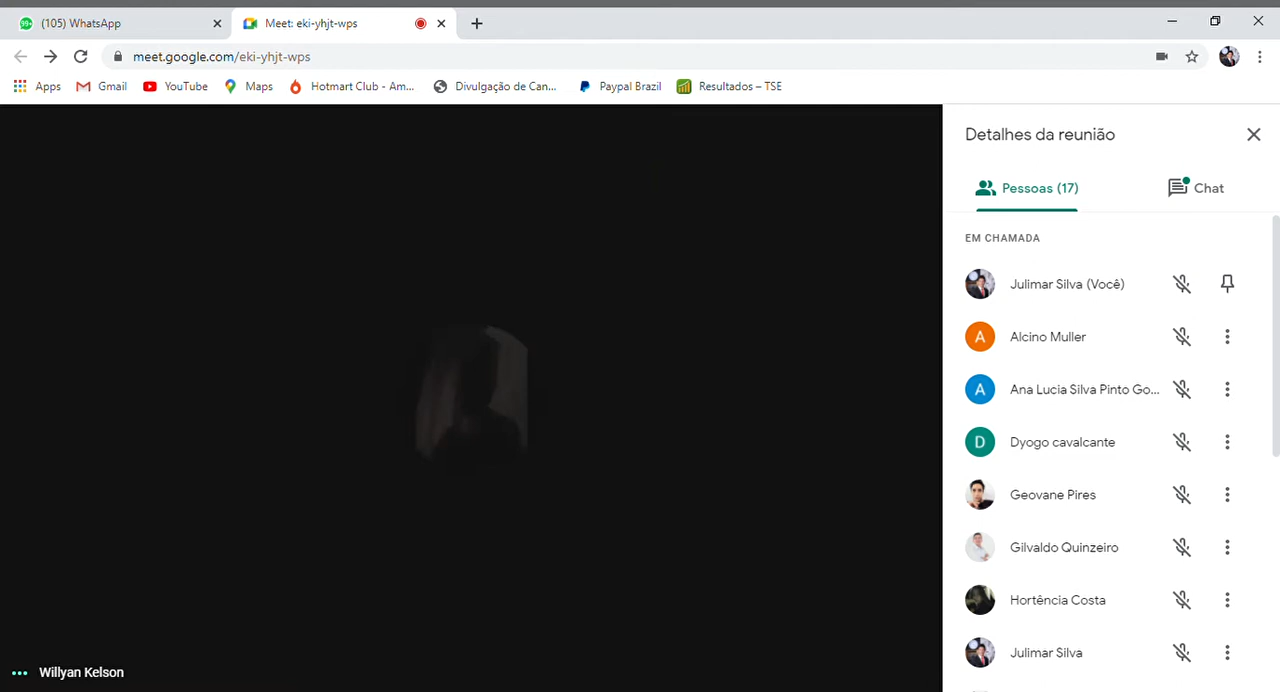 99+ (105) WhatsApp
Meet: eki-yhjt-wps
meet.google.com/eki-yhjt-wps
Apps
Gmail
YouTube
Maps
Hotmart Club - Am...
Divulgação de Can...
Paypal Brazil
Resultados – TSE
Detalhes da reunião
Pessoas (17)
Chat
EM CHAMADA
Julimar Silva (Você)
A Alcino Muller
A Ana Lucia Silva Pinto Go...
D Dyogo cavalcante
Geovane Pires
Gilvaldo Quinzeiro
Hortência Costa
Julimar Silva
Willyan Kelson